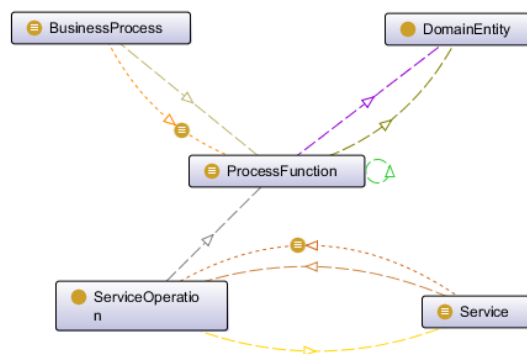 BusinessProcess
DomainEntity
ProcessFunction
ServiceOperatio
n
Service